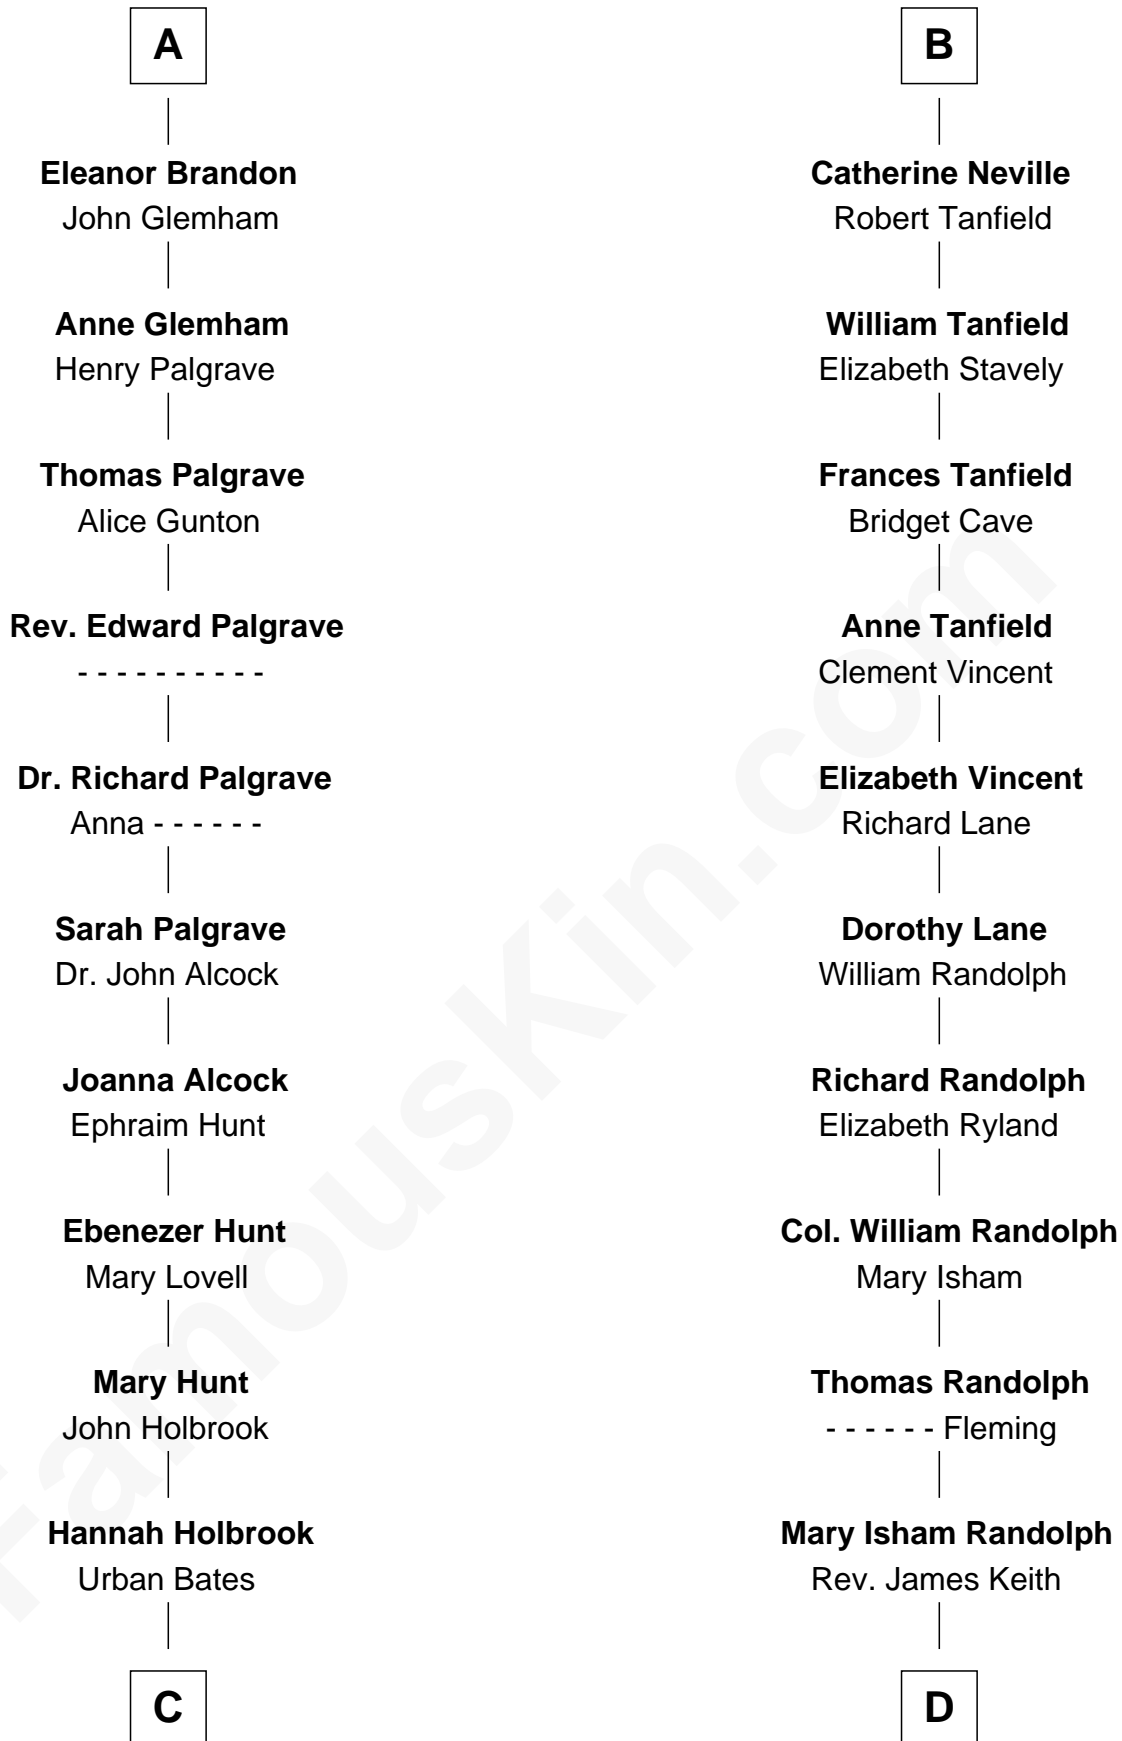 A
Eleanor Brandon
John Glemham
Anne Glemham
Henry Palgrave
Thomas Palgrave
Alice Gunton
Rev. Edward Palgrave
- - - - - - - - - -
Dr. Richard Palgrave
Anna - - - - - -
Sarah Palgrave
Dr. John Alcock
Joanna Alcock
Ephraim Hunt
Ebenezer Hunt
Mary Lovell
Mary Hunt
John Holbrook
Hannah Holbrook
Urban Bates
C
B
Catherine Neville
Robert Tanfield
William Tanfield
Elizabeth Stavely
Frances Tanfield
Bridget Cave
Anne Tanfield
Clement Vincent
Elizabeth Vincent
Richard Lane
Dorothy Lane
William Randolph
Richard Randolph
Elizabeth Ryland
Col. William Randolph
Mary Isham
Thomas Randolph
- - - - - - Fleming
Mary Isham Randolph
Rev. James Keith
D
FamousKin.com